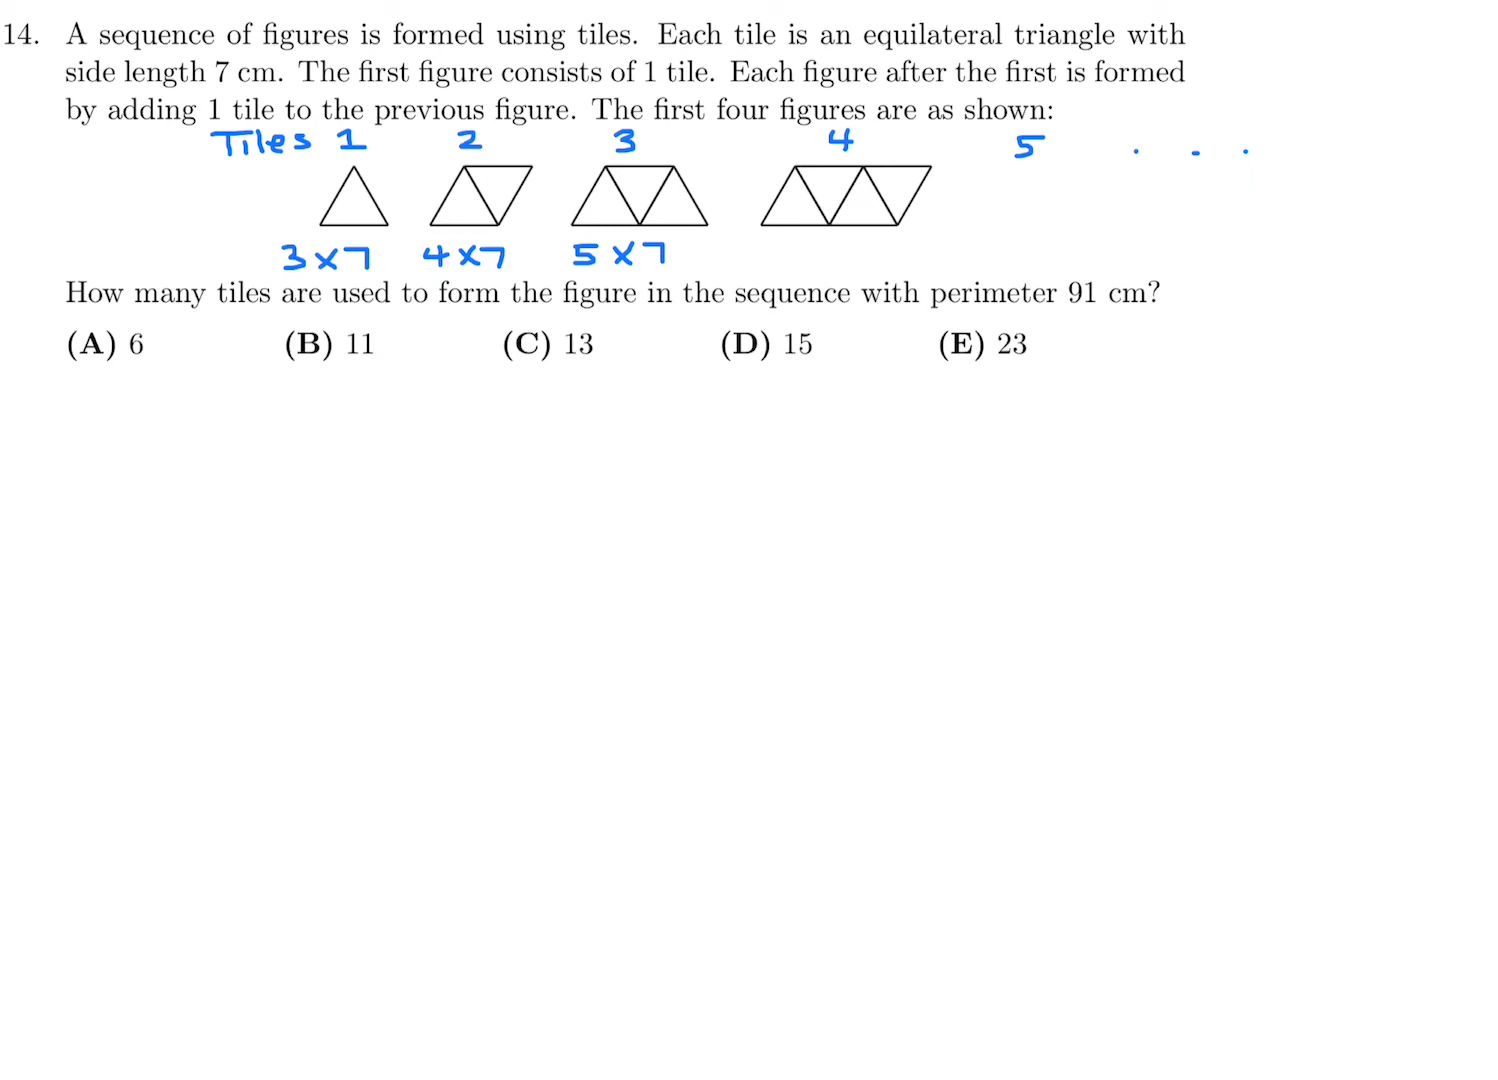 14. A sequence of figures is formed using tiles. Each tile is an equilateral triangle with
side length 7 cm. The first figure consists of 1 tile. Each figure after the first is formed
by adding 1 tile to the previous figure. The first four figures are as shown:
Tiles 1 2 3 4 5 . . .
3×7 4×7 5×7
How many tiles are used to form the figure in the sequence with perimeter 91 cm?
(A) 6 (B) 11 (C) 13 (D) 15 (E) 23